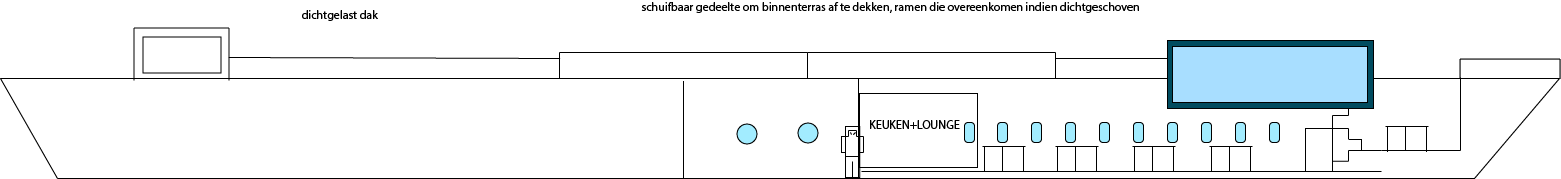 dichtgelast dak
schuifbaar gedeelte om binnenterras af te dekken, ramen die overeenkomen indien dichtgeschoven
KEUKEN+LOUNGE